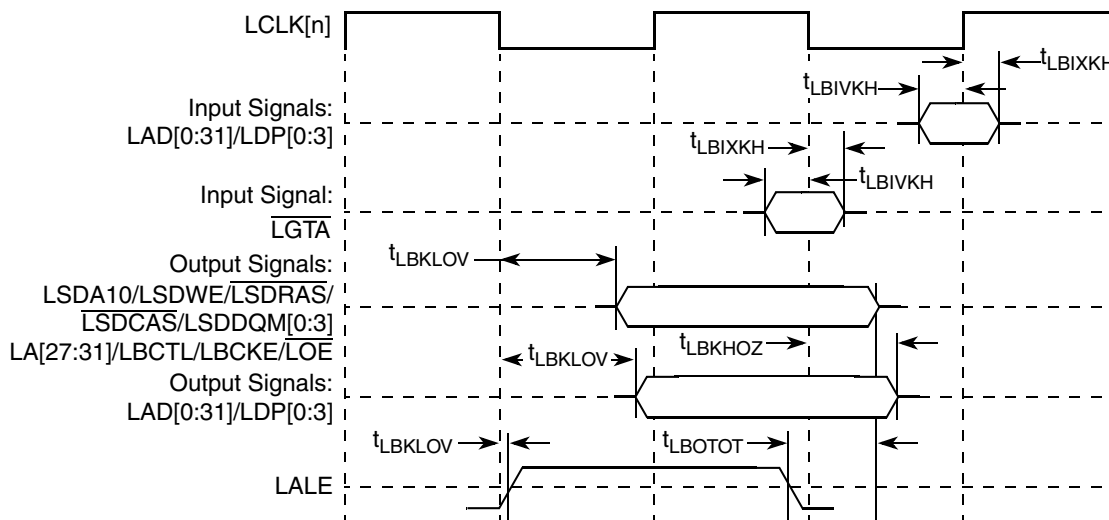 LCLK[n]
tLBIXKH
tLBIVKH
Input Signals:
LAD[0:31]/LDP[0:3]
tLBIXKH
tLBIVKH
Input Signal:
LGTA
tLBKLOV
Output Signals:
LSDA10/LSDWE/LSDRAS/
LSDCAS/LSDDQM[0:3]
LA[27:31]/LBCTL/LBCKE/LOE
tLBKHOZ
tLBKLOV
Output Signals:
LAD[0:31]/LDP[0:3]
tLBKLOV
tLBOTOT
LALE